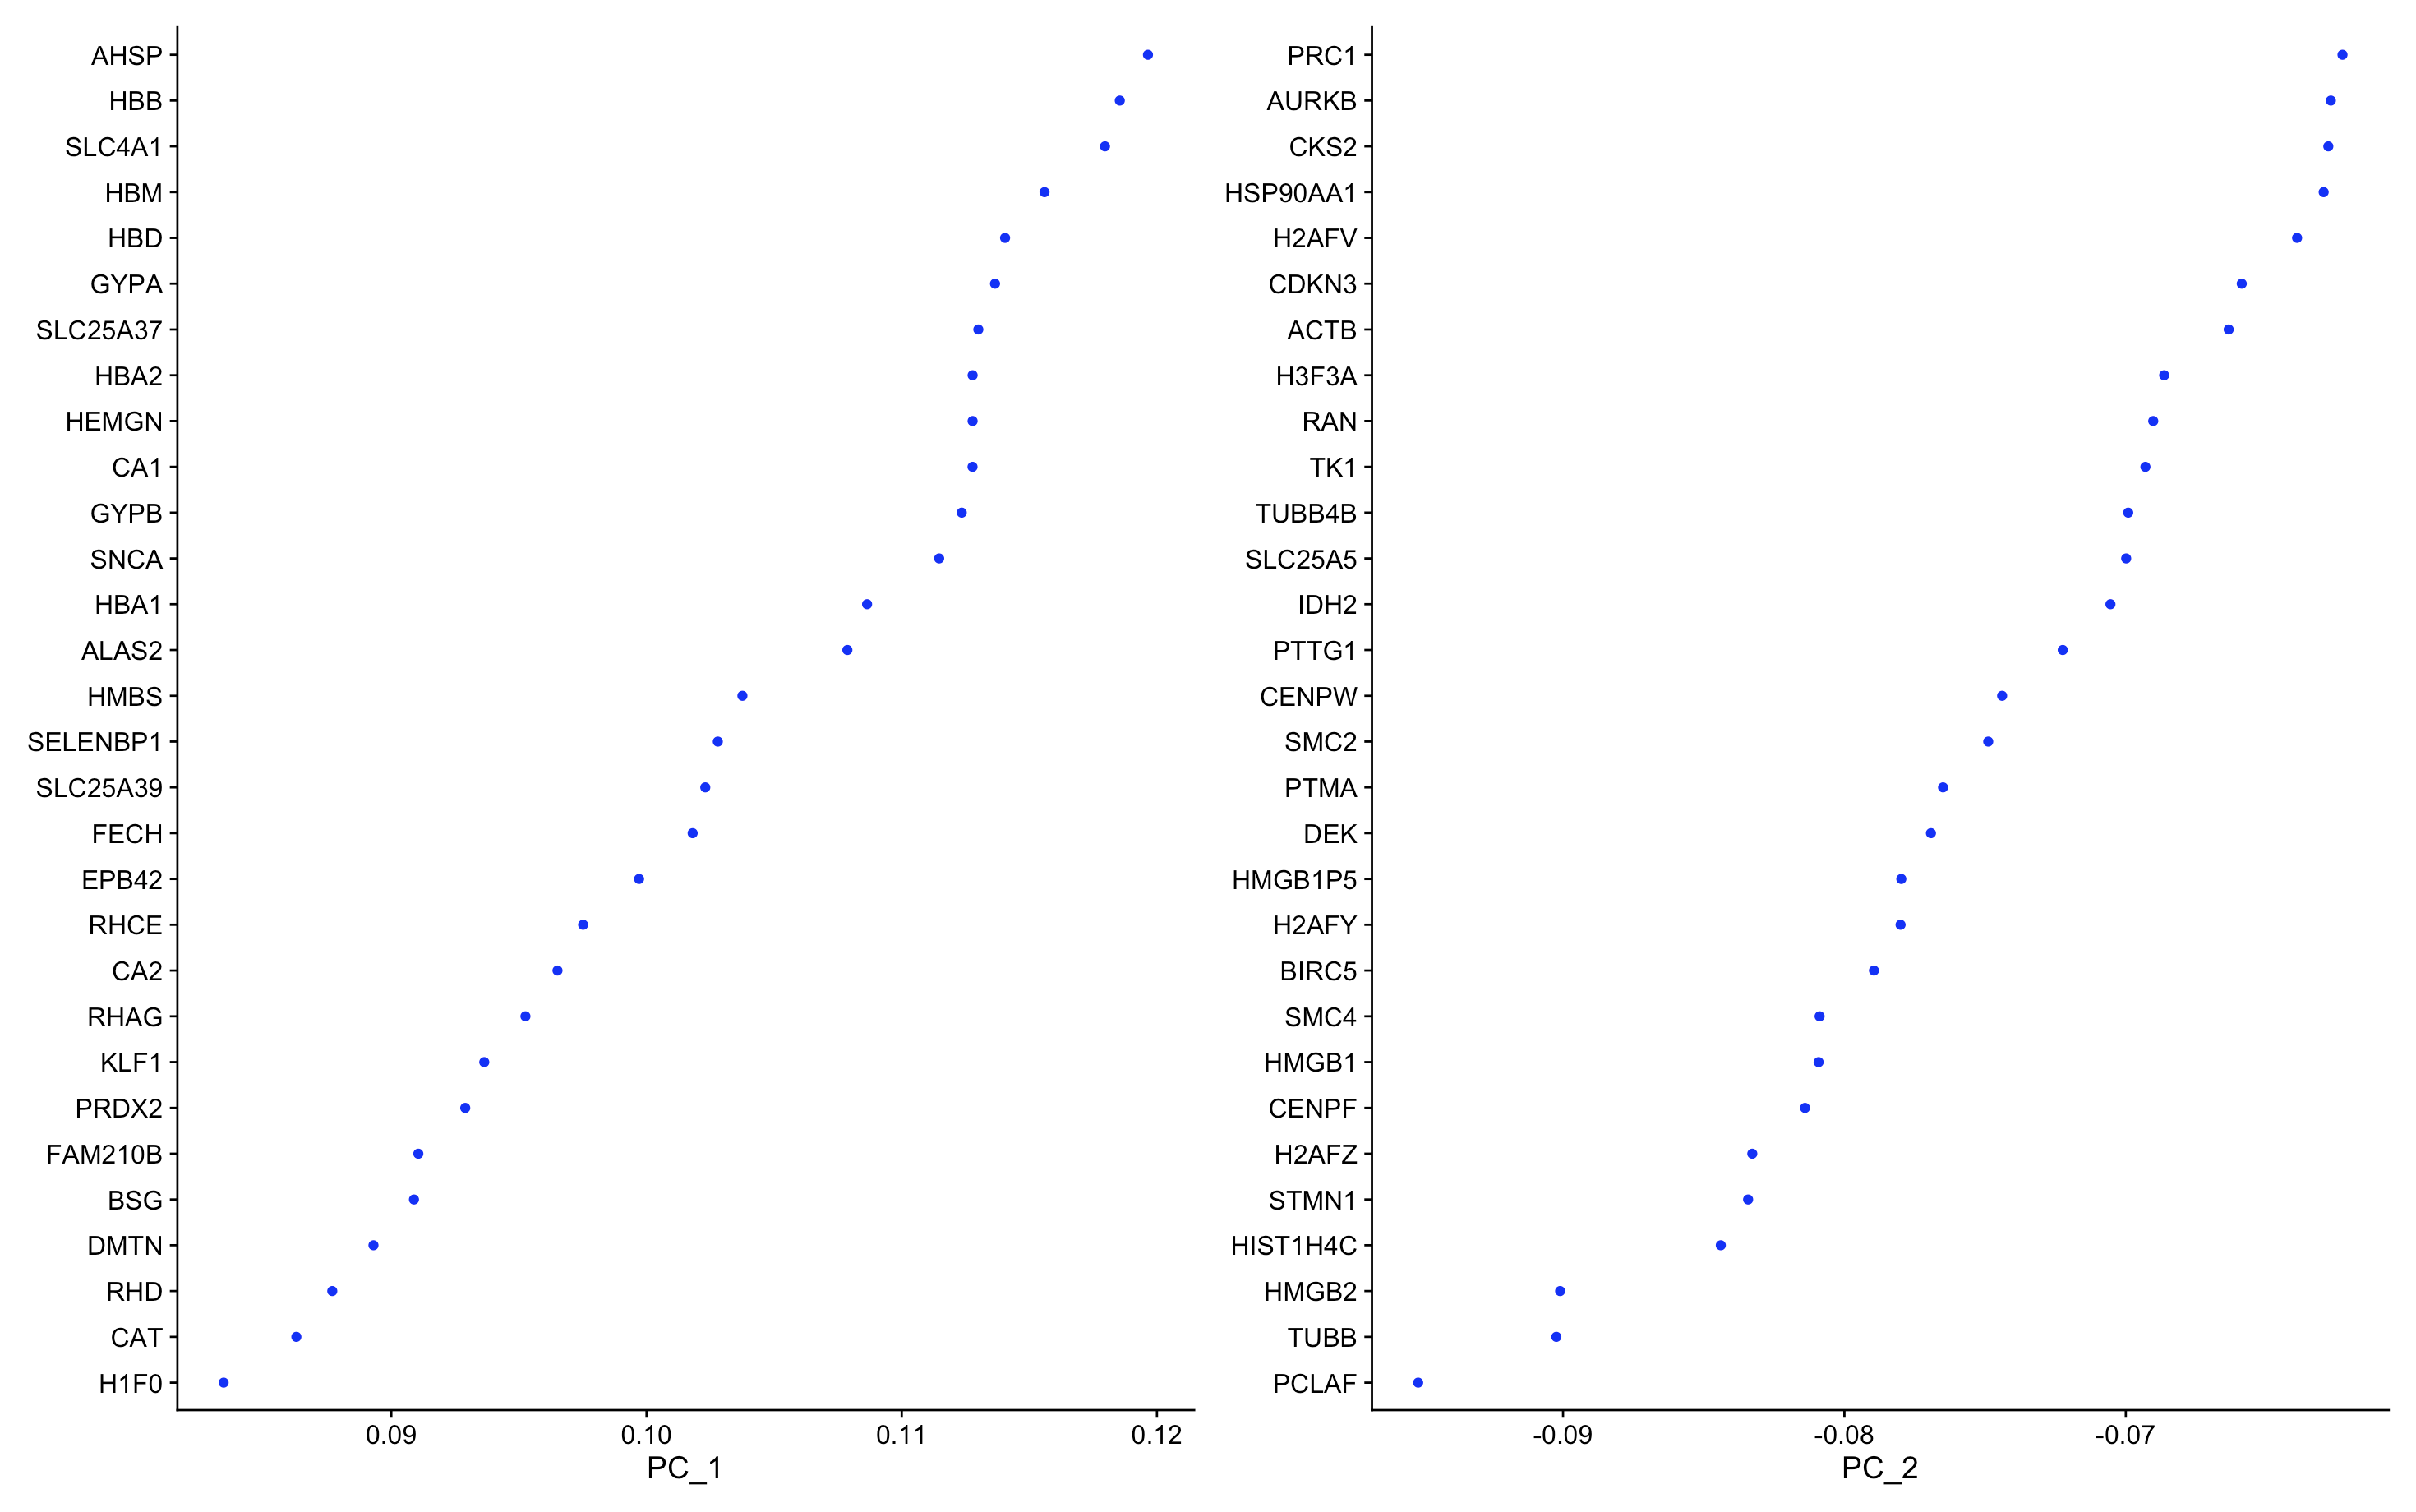 AHSP
HBB
SLC4A1
HBM
HBD
GYPA
SLC25A37
HBA2
HEMGN
CA1
GYPB
SNCA
HBA1
ALAS2
HMBS
SELENBP1
SLC25A39
FECH
EPB42
RHCE
CA2
RHAG
KLF1
PRDX2
FAM210B
BSG
DMTN
RHD
CAT
H1F0
0.09 0.10 0.11 0.12
PC_1
PRC1
AURKB
CKS2
HSP90AA1
H2AFV
CDKN3
ACTB
H3F3A
RAN
TK1
TUBB4B
SLC25A5
IDH2
PTTG1
CENPW
SMC2
PTMA
DEK
HMGB1P5
H2AFY
BIRC5
SMC4
HMGB1
CENPF
H2AFZ
STMN1
HIST1H4C
HMGB2
TUBB
PCLAF
-0.09 -0.08 -0.07
PC_2